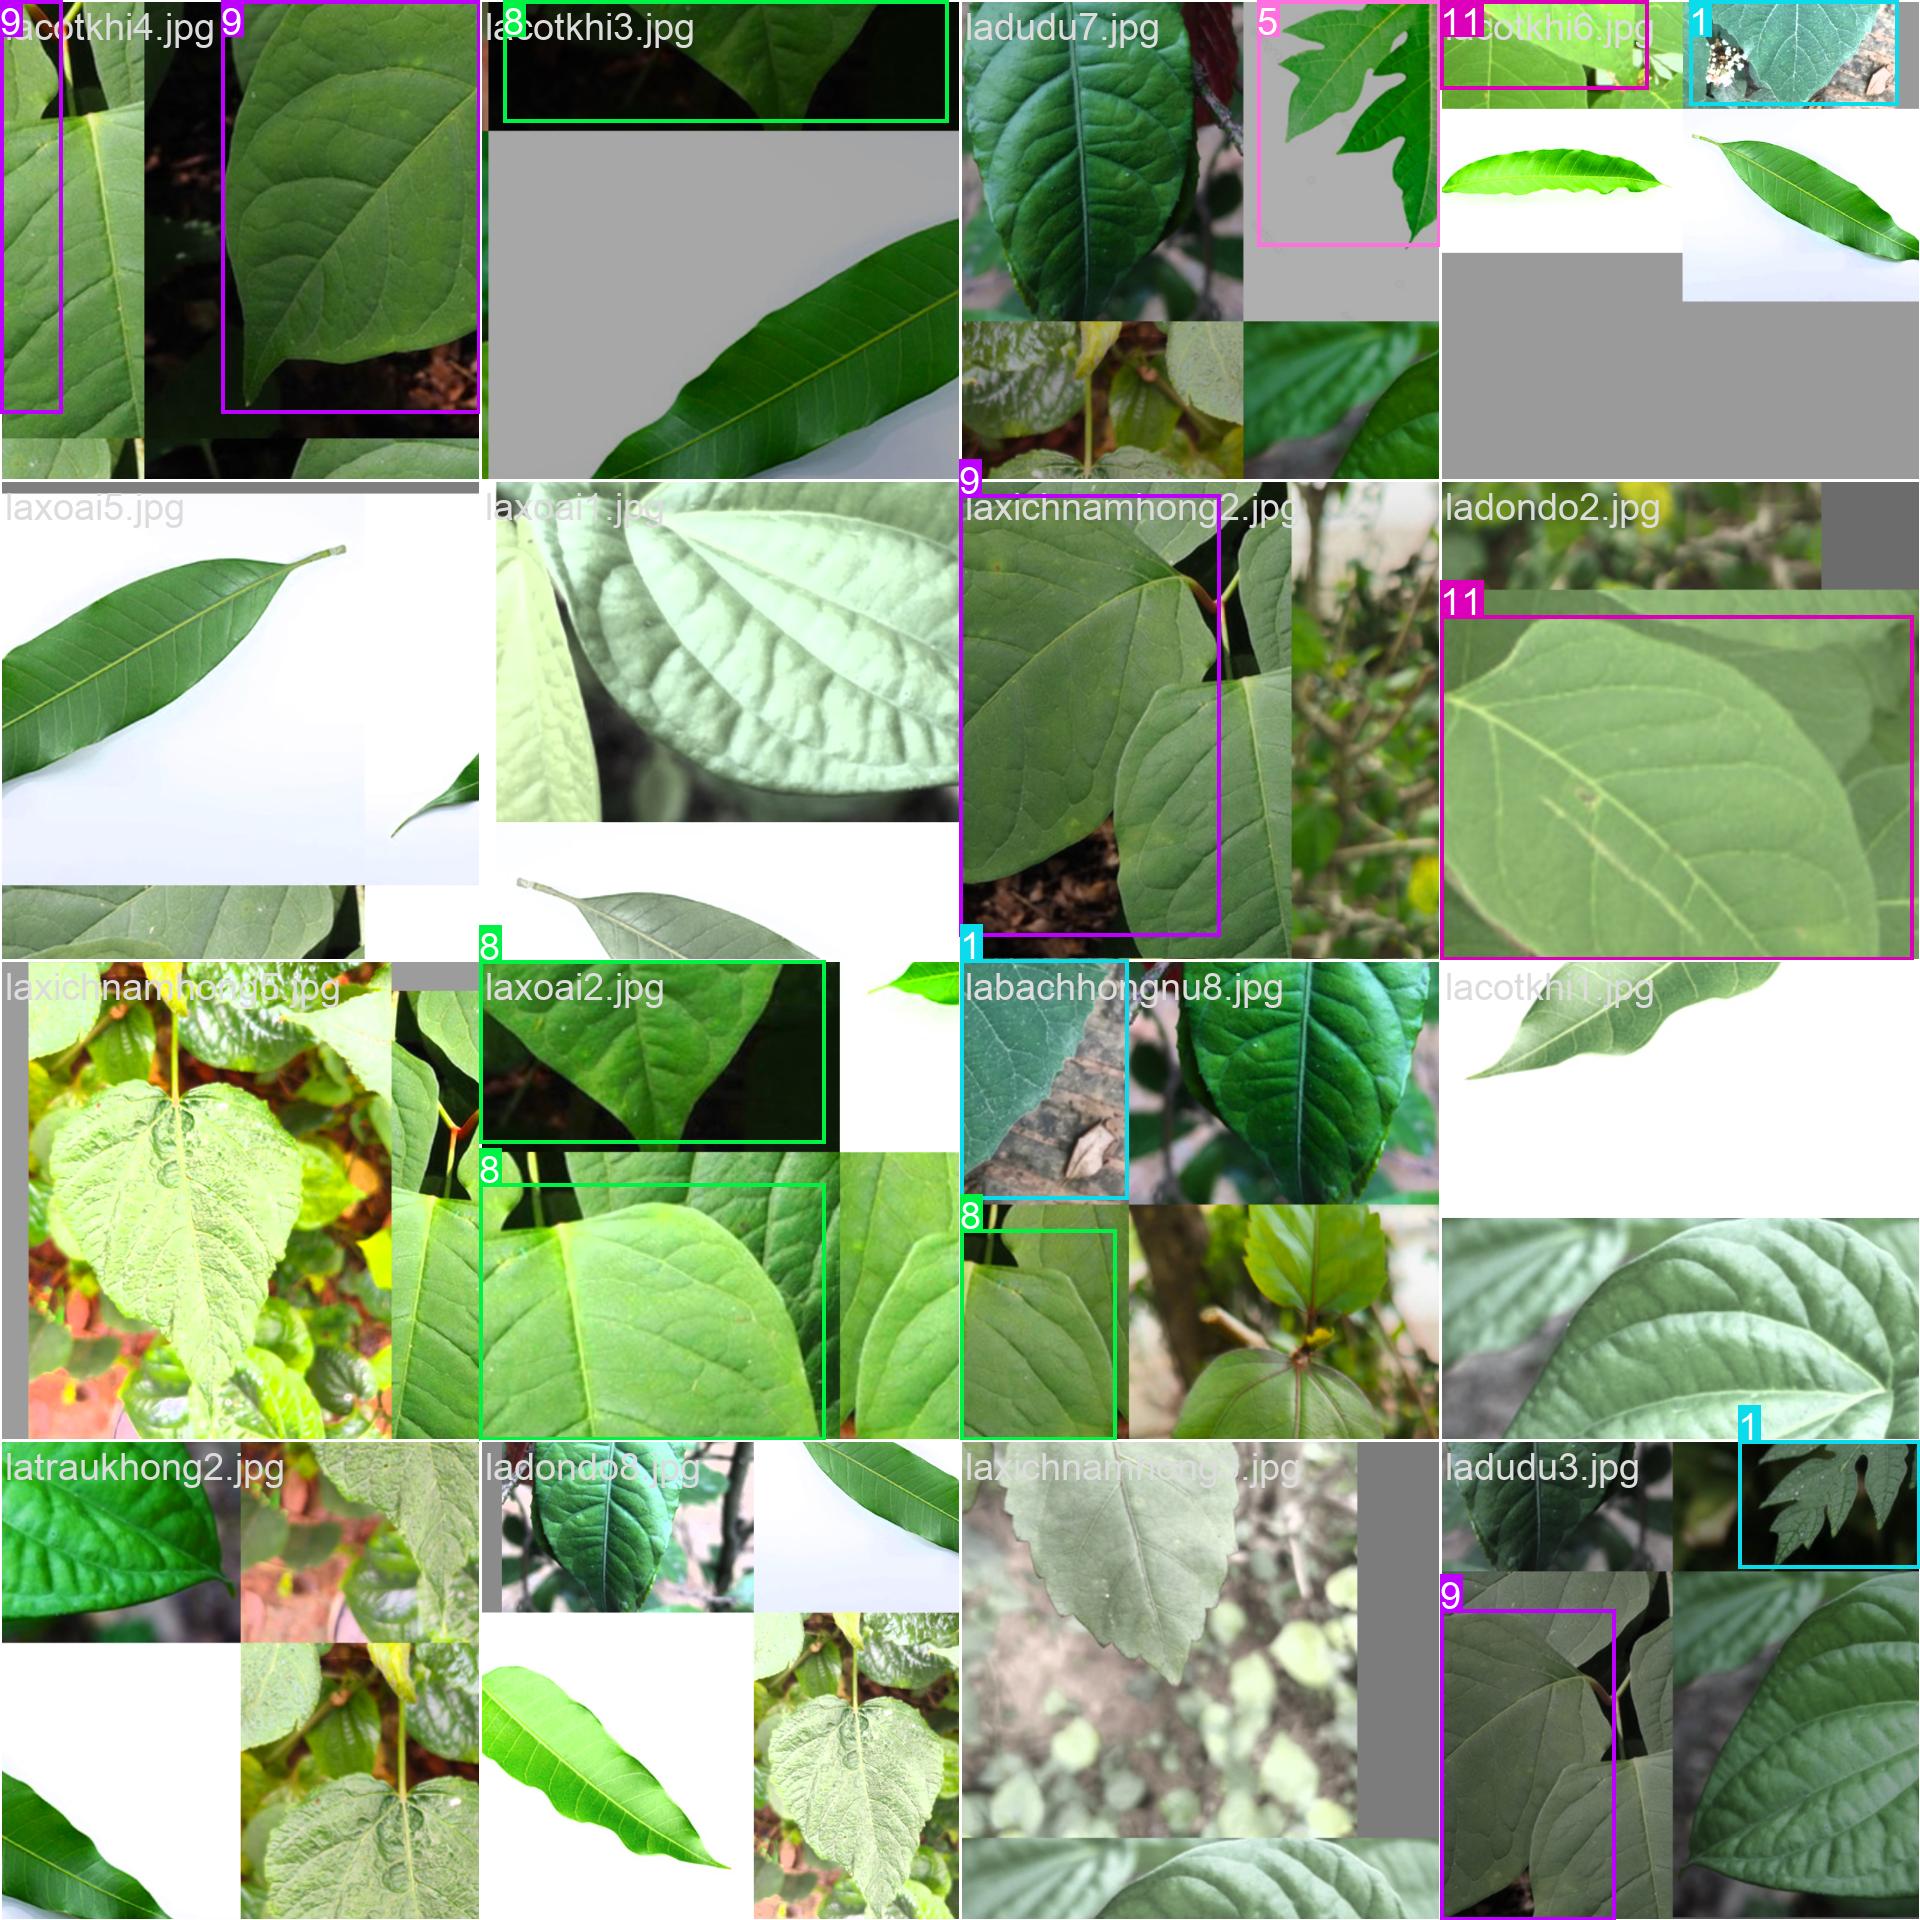 9
lacotkhi4.jpg
9
8
lacotkhi3.jpg
ladudu7.jpg
5
11
lacotkhi6.jpg
1
laxoai5.jpg
laxoai1.jpg
9
laxichnamhong2.jpg
ladondo2.jpg
11
laxichnamhong5.jpg
8
laxoai2.jpg
8
1
labachhongnu8.jpg
8
lacotkhi1.jpg
latraukhong2.jpg
ladondo8.jpg
ladudu3.jpg
1
9